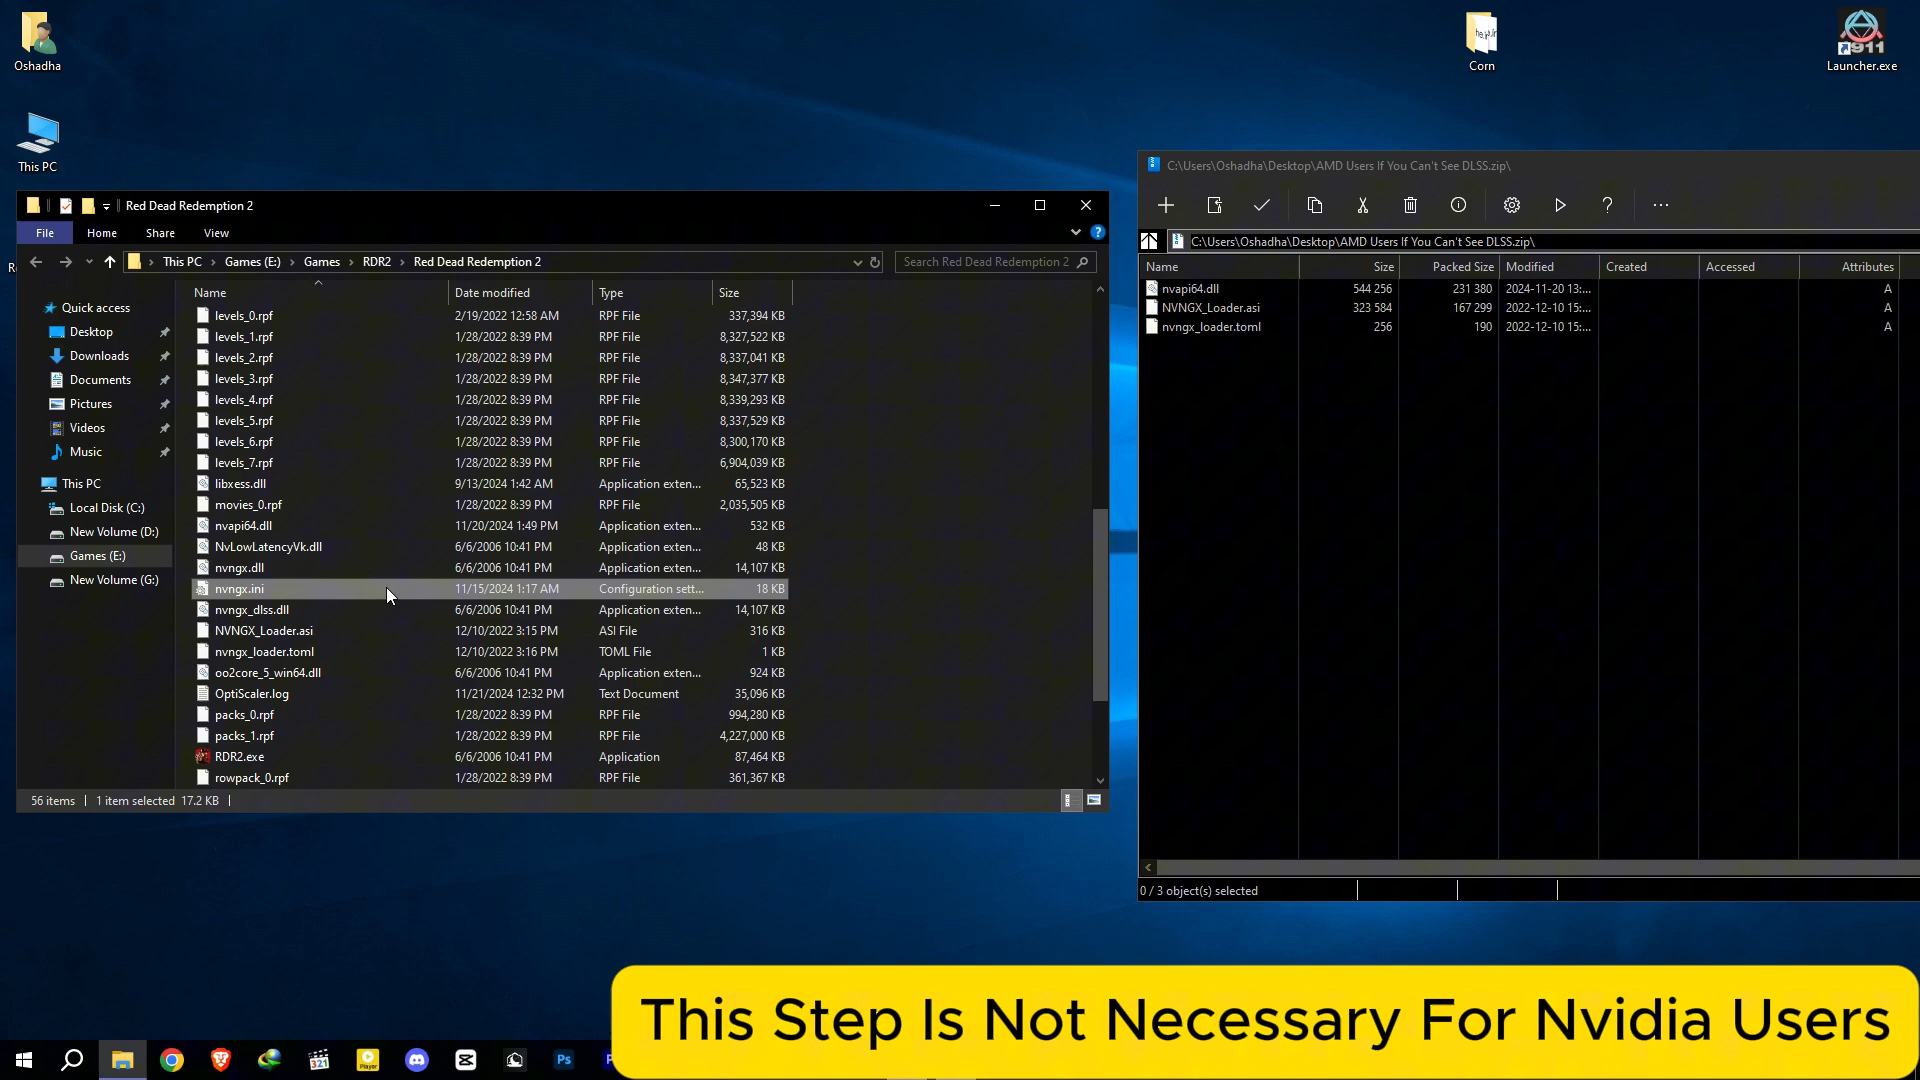 Oshadha
This PC
Corn
911
Launcher.exe
Red Dead Redemption 2
File Home Share View
This PC Games (E:) Games RDR2 Red Dead Redemption 2
Search Red Dead Redemption 2
Name Date modified Type Size
Quick access
Desktop
Downloads
Documents
Pictures
Videos
Music
This PC
Local Disk (C:)
New Volume (D:)
Games (E:)
New Volume (G:)
levels_0.rpf 2/19/2022 12:58 AM RPF File 337,394 KB
levels_1.rpf 1/28/2022 8:39 PM RPF File 8,327,522 KB
levels_2.rpf 1/28/2022 8:39 PM RPF File 8,337,041 KB
levels_3.rpf 1/28/2022 8:39 PM RPF File 8,347,377 KB
levels_4.rpf 1/28/2022 8:39 PM RPF File 8,339,293 KB
levels_5.rpf 1/28/2022 8:39 PM RPF File 8,337,529 KB
levels_6.rpf 1/28/2022 8:39 PM RPF File 8,300,170 KB
levels_7.rpf 1/28/2022 8:39 PM RPF File 6,904,039 KB
libxess.dll 9/13/2024 1:42 AM Application exten... 65,523 KB
movies_0.rpf 1/28/2022 8:39 PM RPF File 2,035,505 KB
nvapi64.dll 11/20/2024 1:49 PM Application exten... 532 KB
NvLowLatencyVk.dll 6/6/2006 10:41 PM Application exten... 48 KB
nvngx.dll 6/6/2006 10:41 PM Application exten... 14,107 KB
nvngx.ini 11/15/2024 1:17 AM Configuration sett... 18 KB
nvngx_dlss.dll 6/6/2006 10:41 PM Application exten... 14,107 KB
NVNGX_Loader.asi 12/10/2022 3:15 PM ASI File 316 KB
nvngx_loader.toml 12/10/2022 3:16 PM TOML File 1 KB
oo2core_5_win64.dll 6/6/2006 10:41 PM Application exten... 924 KB
OptiScaler.log 11/21/2024 12:32 PM Text Document 35,096 KB
packs_0.rpf 1/28/2022 8:39 PM RPF File 994,280 KB
packs_1.rpf 1/28/2022 8:39 PM RPF File 4,227,000 KB
RDR2.exe 6/6/2006 10:41 PM Application 87,464 KB
rowpack_0.rpf 1/28/2022 8:39 PM RPF File 361,367 KB
56 items 1 item selected 17.2 KB
C:\Users\Oshadha\Desktop\AMD Users If You Can't See DLSS.zip\
C:\Users\Oshadha\Desktop\AMD Users If You Can't See DLSS.zip\
Name Size Packed Size Modified Created Accessed Attributes
nvapi64.dll 544 256 231 380 2024-11-20 13:... A
NVNGX_Loader.asi 323 584 167 299 2022-12-10 15:... A
nvngx_loader.toml 256 190 2022-12-10 15:... A
0 / 3 object(s) selected
This Step Is Not Necessary For Nvidia Users
321
Player
Ps